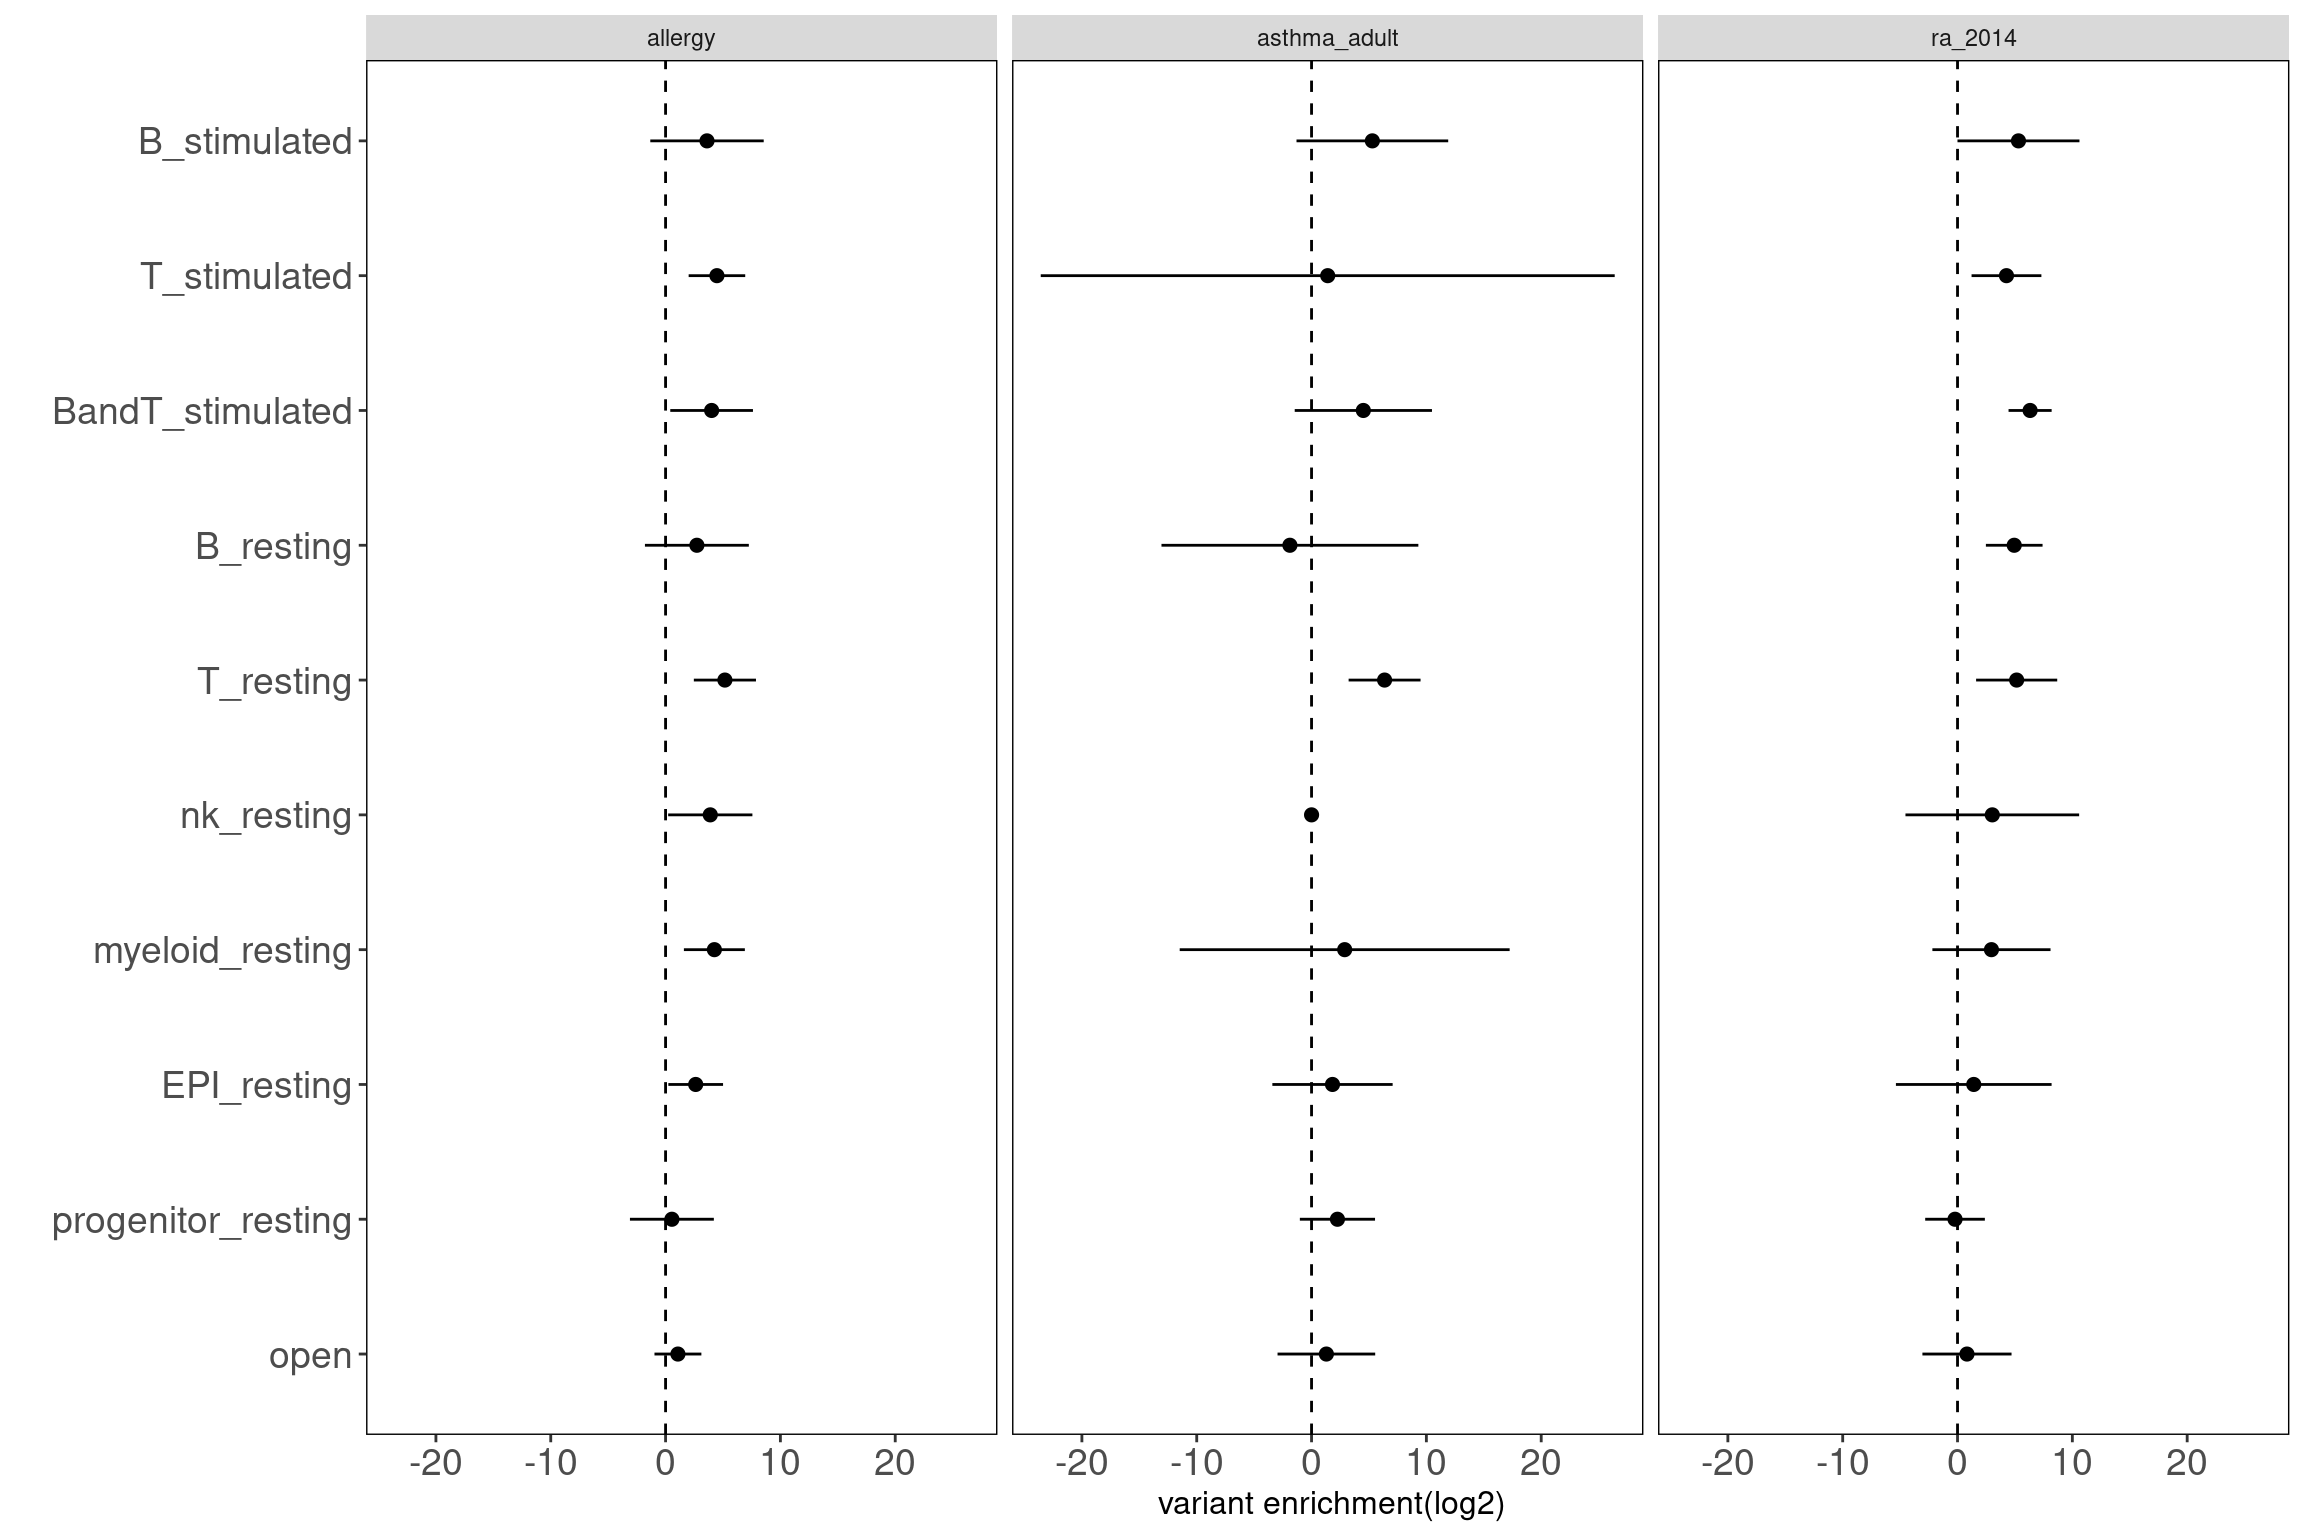 allergy asthma_adult ra_2014
B_stimulated
T_stimulated
BandT_stimulated
B_resting
T_resting
nk_resting
myeloid_resting
EPI_resting
progenitor_resting
open
-20 -10 0 10 20 -20 -10 0 10 20 -20 -10 0 10 20
variant enrichment(log2)